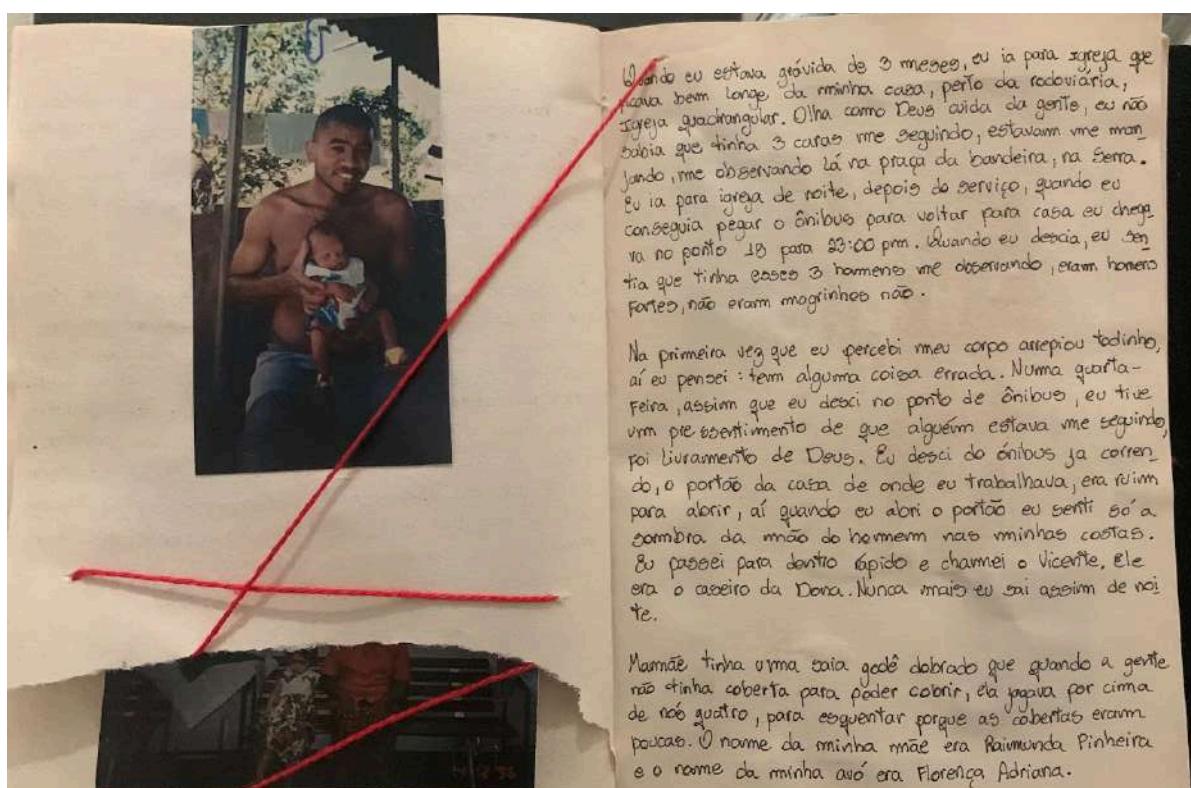 Quando eu estava grávida de 3 meses, eu ia para igreja que
ficava bem longe da minha casa, perto da rodoviária,
Igreja quadrangular. Olha como Deus cuida da gente, eu não
sabia que tinha 3 caras me seguindo, estavam me man
jando, me observando lá na praça da bandeira, na Serra.
Eu ia para igreja de noite, depois do serviço, quando eu
conseguia pegar o ônibus para voltar para casa eu chega
va no ponto 18 para 23:00 pm. Quando eu descia, eu sen
tia que tinha esses 3 homens me observando, eram homens
fortes, não eram magrinhos não.
Na primeira vez que eu percebi meu corpo arrepiou todinho,
aí eu pensei: tem alguma coisa errada. Numa quarta-
feira, assim que eu desci no ponto de ônibus, eu tive
um pressentimento de que alguém estava me seguindo,
foi livramento de Deus. Eu desci do ônibus ja corren_
do, o portão da casa de onde eu trabalhava, era ruim
para abrir, aí quando eu abri o portão eu senti só a
sombra da mão do homem nas minhas costas.
Eu passei para dentro rápido e chamei o Vicente. Ele
era o caseiro da Dona. Nunca mais eu sai assim de noi
te.
Mamãe tinha uma saia godê dobrado que quando a gente
não tinha coberta para poder cobrir, ela jogava por cima
de nós quatro, para esquentar porque as cobertas eram
poucas. O nome da minha mãe era Raimunda Pinheira
e o nome da minha avó era Florença Adriana.